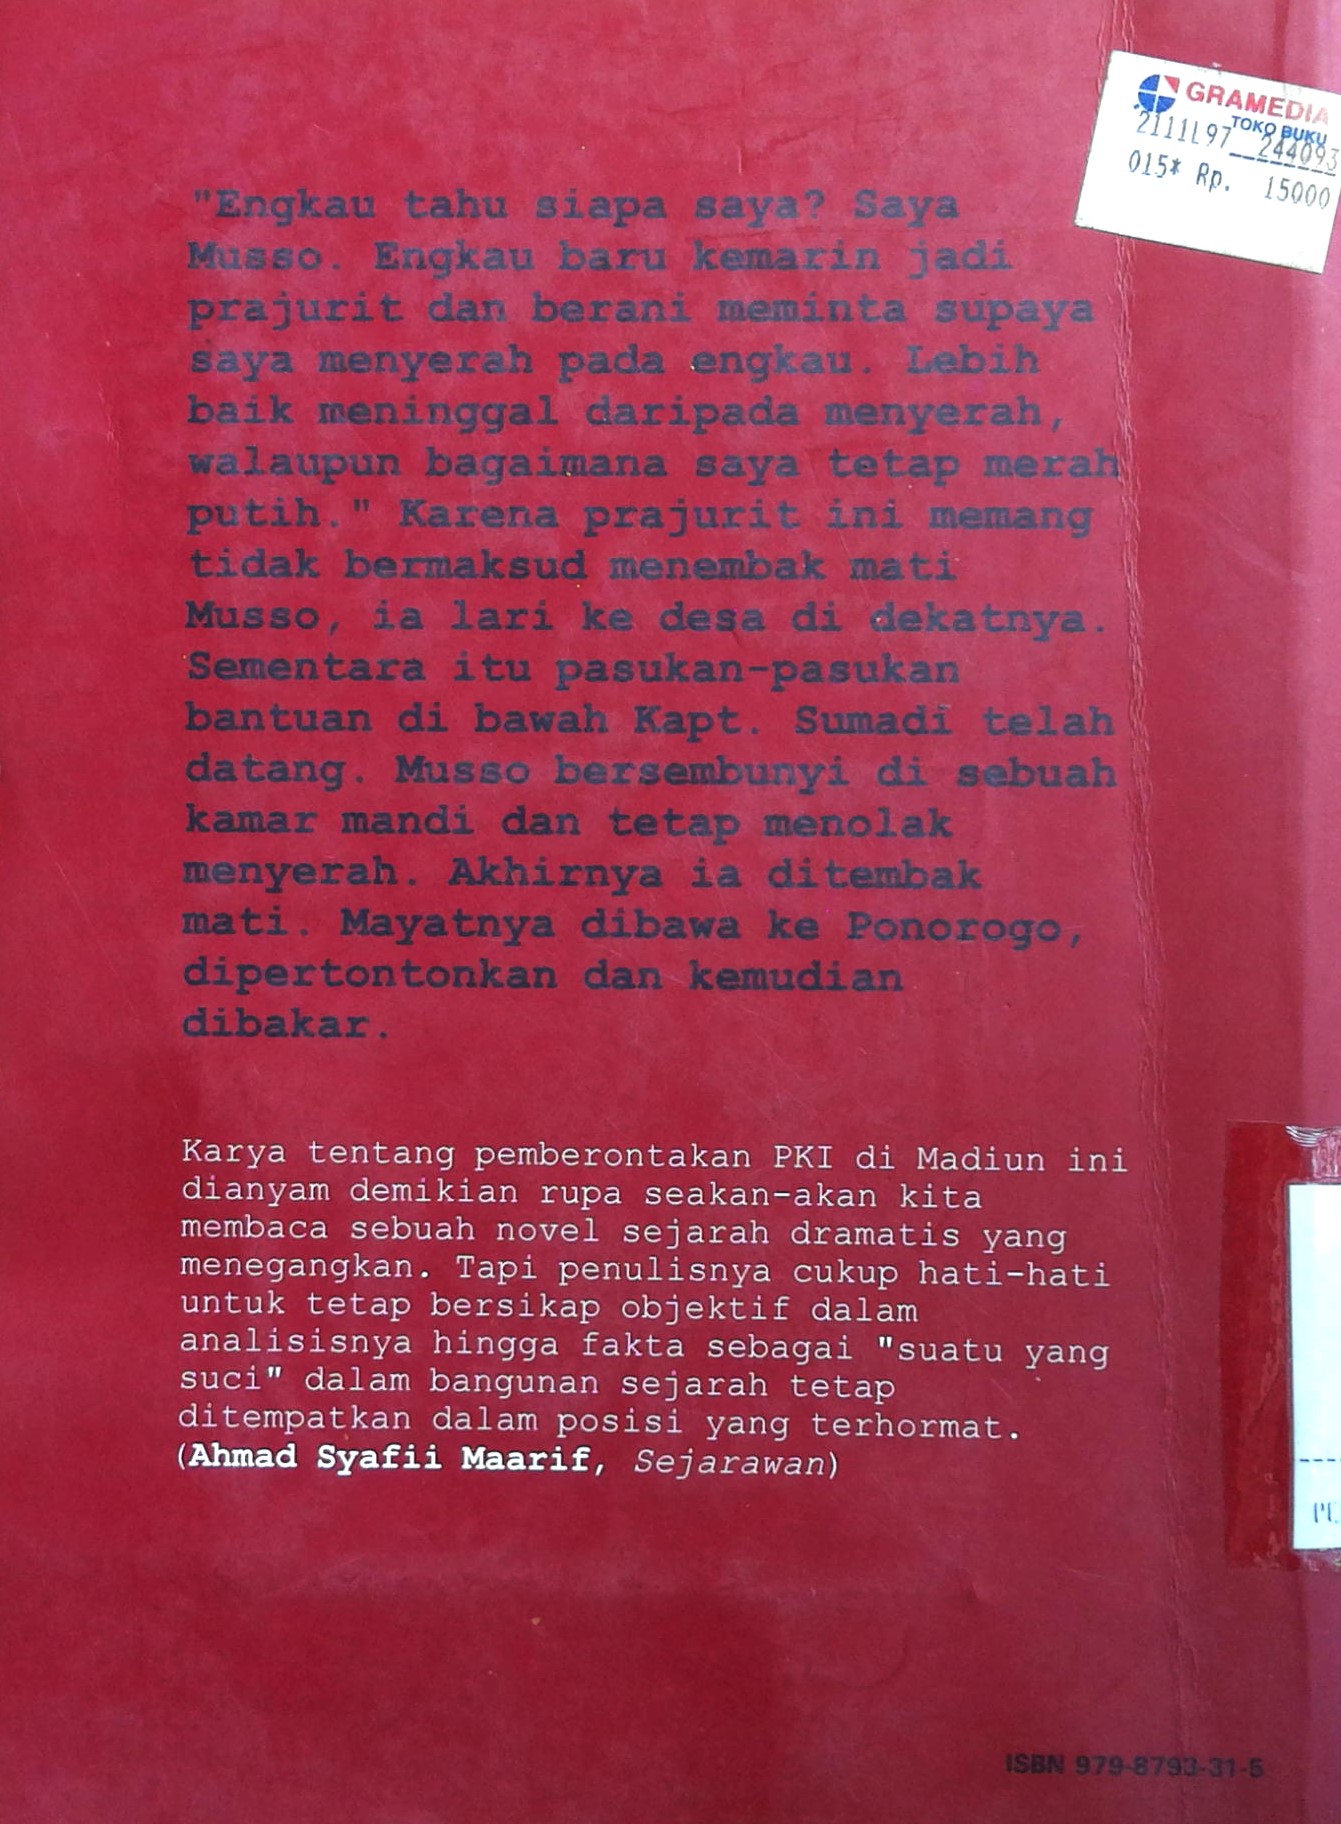 GRAMEDIA
TOKO BUKU
2111L97 244093
015* Rp. 15000
"Engkau tahu siapa saya? Saya
Musso. Engkau baru kemarin jadi
prajurit dan berani meminta supaya
saya menyerah pada engkau. Lebih
baik meninggal daripada menyerah,
walaupun bagaimana saya tetap merah
putih." Karena prajurit ini memang
tidak bermaksud menembak mati
Musso, ia lari ke desa di dekatnya.
Sementara itu pasukan-pasukan
bantuan di bawah Kapt. Sumadi telah
datang. Musso bersembunyi di sebuah
kamar mandi dan tetap menolak
menyerah. Akhirnya ia ditembak
mati. Mayatnya dibawa ke Ponorogo,
dipertontonkan dan kemudian
dibakar.
Karya tentang pemberontakan PKI di Madiun ini
dianyam demikian rupa seakan-akan kita
membaca sebuah novel sejarah dramatis yang
menegangkan. Tapi penulisnya cukup hati-hati
untuk tetap bersikap objektif dalam
analisisnya hingga fakta sebagai "suatu yang
suci" dalam bangunan sejarah tetap
ditempatkan dalam posisi yang terhormat.
(Ahmad Syafii Maarif, Sejarawan)
ISBN 979-8793-31-5